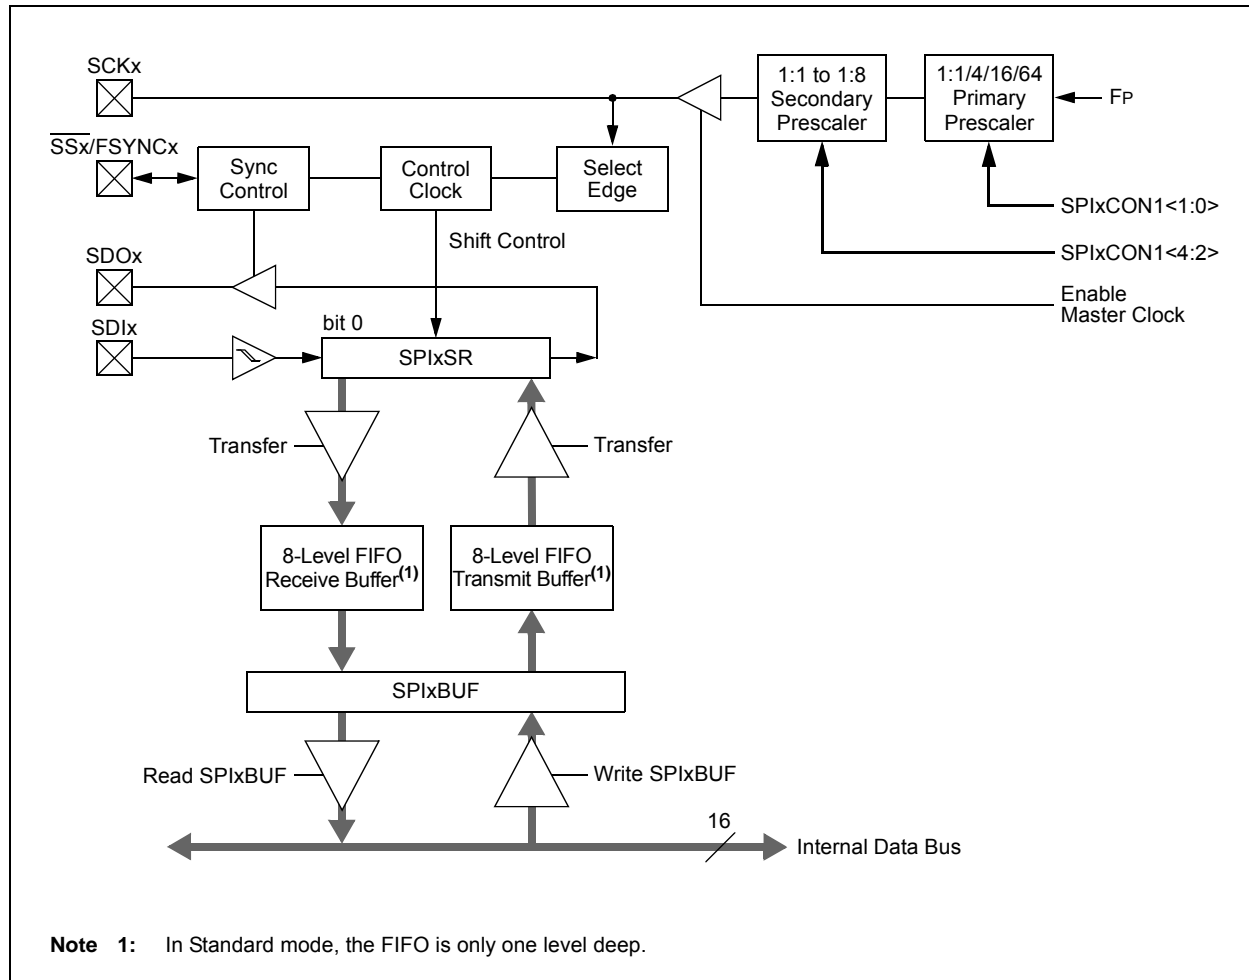 SCKx
1:1 to 1:8
Secondary
Prescaler
1:1/4/16/64
Primary
Prescaler
FP
SSx/FSYNCx
Sync
Control
Control
Clock
Select
Edge
SPIxCON1<1:0>
Shift Control
SPIxCON1<4:2>
SDOx
Enable
Master Clock
SDIx
bit 0
SPIxSR
Transfer
Transfer
8-Level FIFO
Receive Buffer(1)
8-Level FIFO
Transmit Buffer(1)
SPIxBUF
Read SPIxBUF
Write SPIxBUF
16
Internal Data Bus
Note 1: In Standard mode, the FIFO is only one level deep.